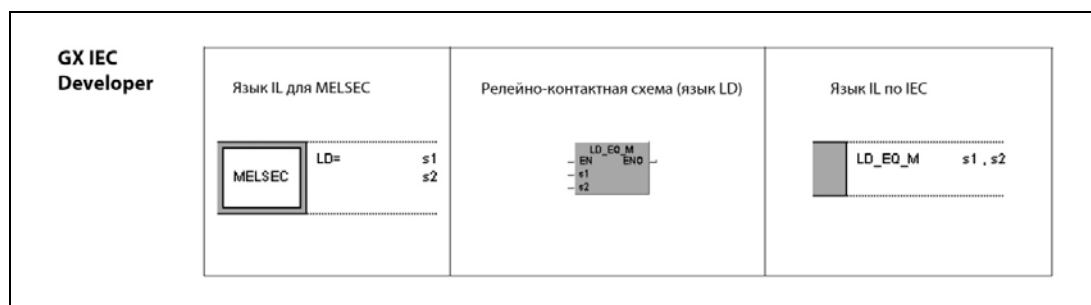 GX IEC
Developer
Язык IL для MELSEC
Релейно-контактная схема (язык LD)
Язык IL по IEC
MELSEC
LD= s1
s2
LD_EQ_M
EN ENO
s1
s2
LD_EQ_M s1 , s2